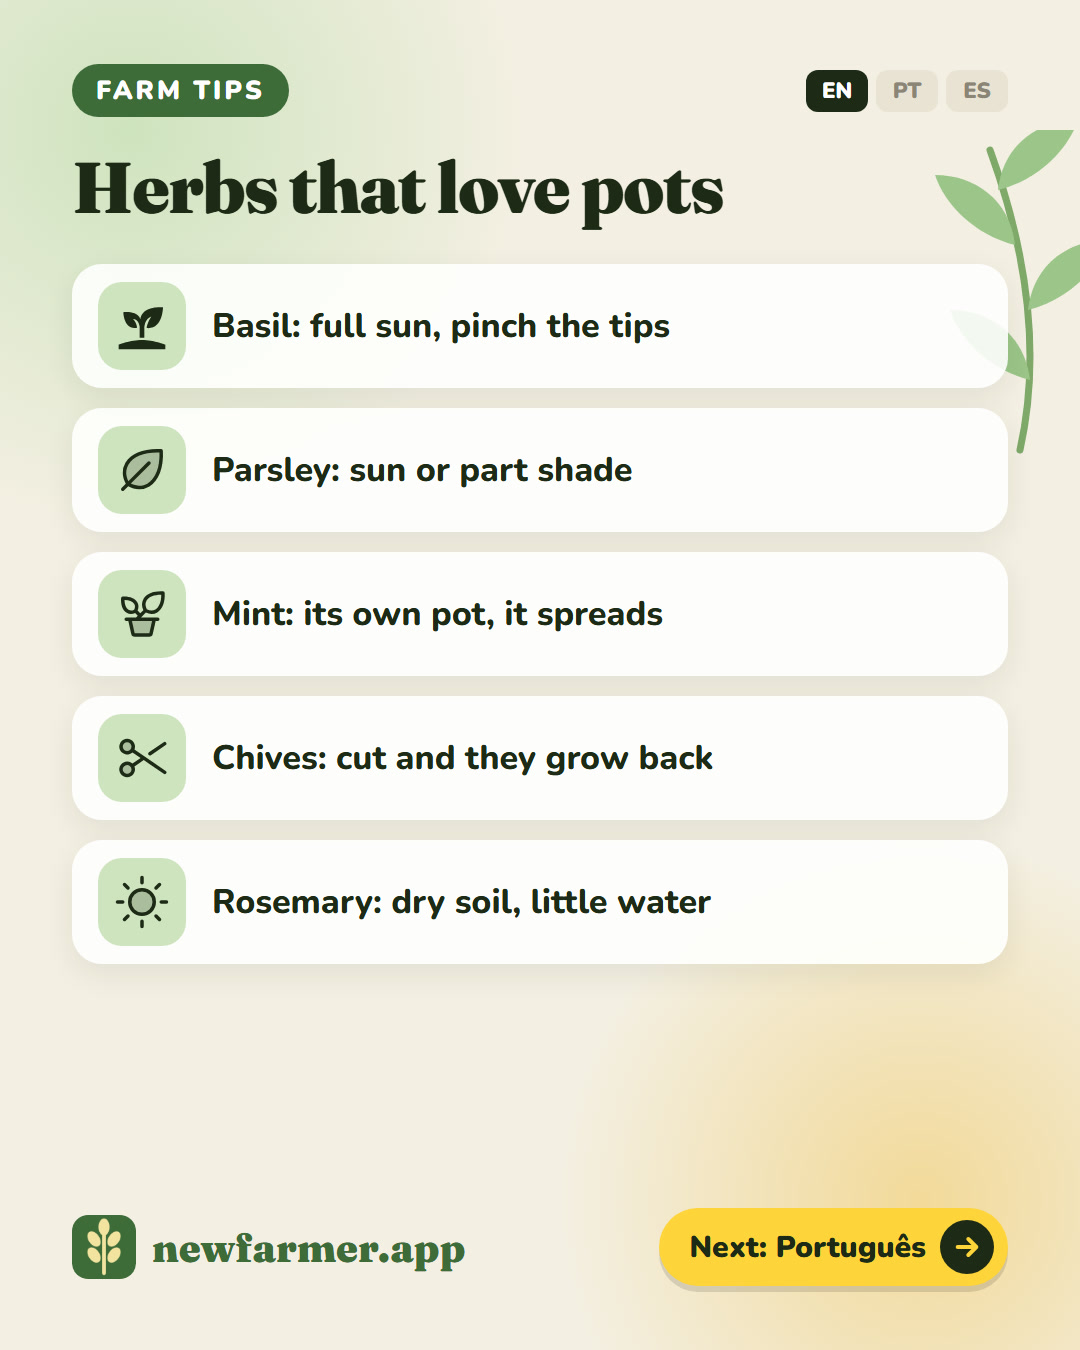 FARM TIPS
EN PT ES
Herbs that love pots
Basil: full sun, pinch the tips
Parsley: sun or part shade
Mint: its own pot, it spreads
Chives: cut and they grow back
Rosemary: dry soil, little water
newfarmer.app
Next: Português